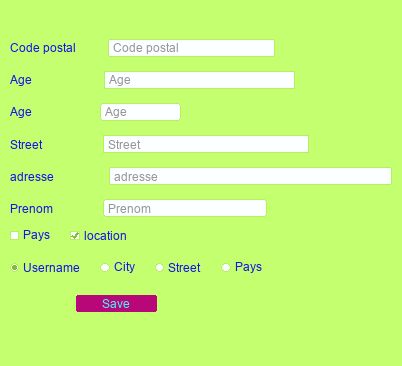 Code postal Code postal
Age Age
Age Age
Street Street
adresse adresse
Prenom Prenom
Pays location
Username City Street Pays
Save